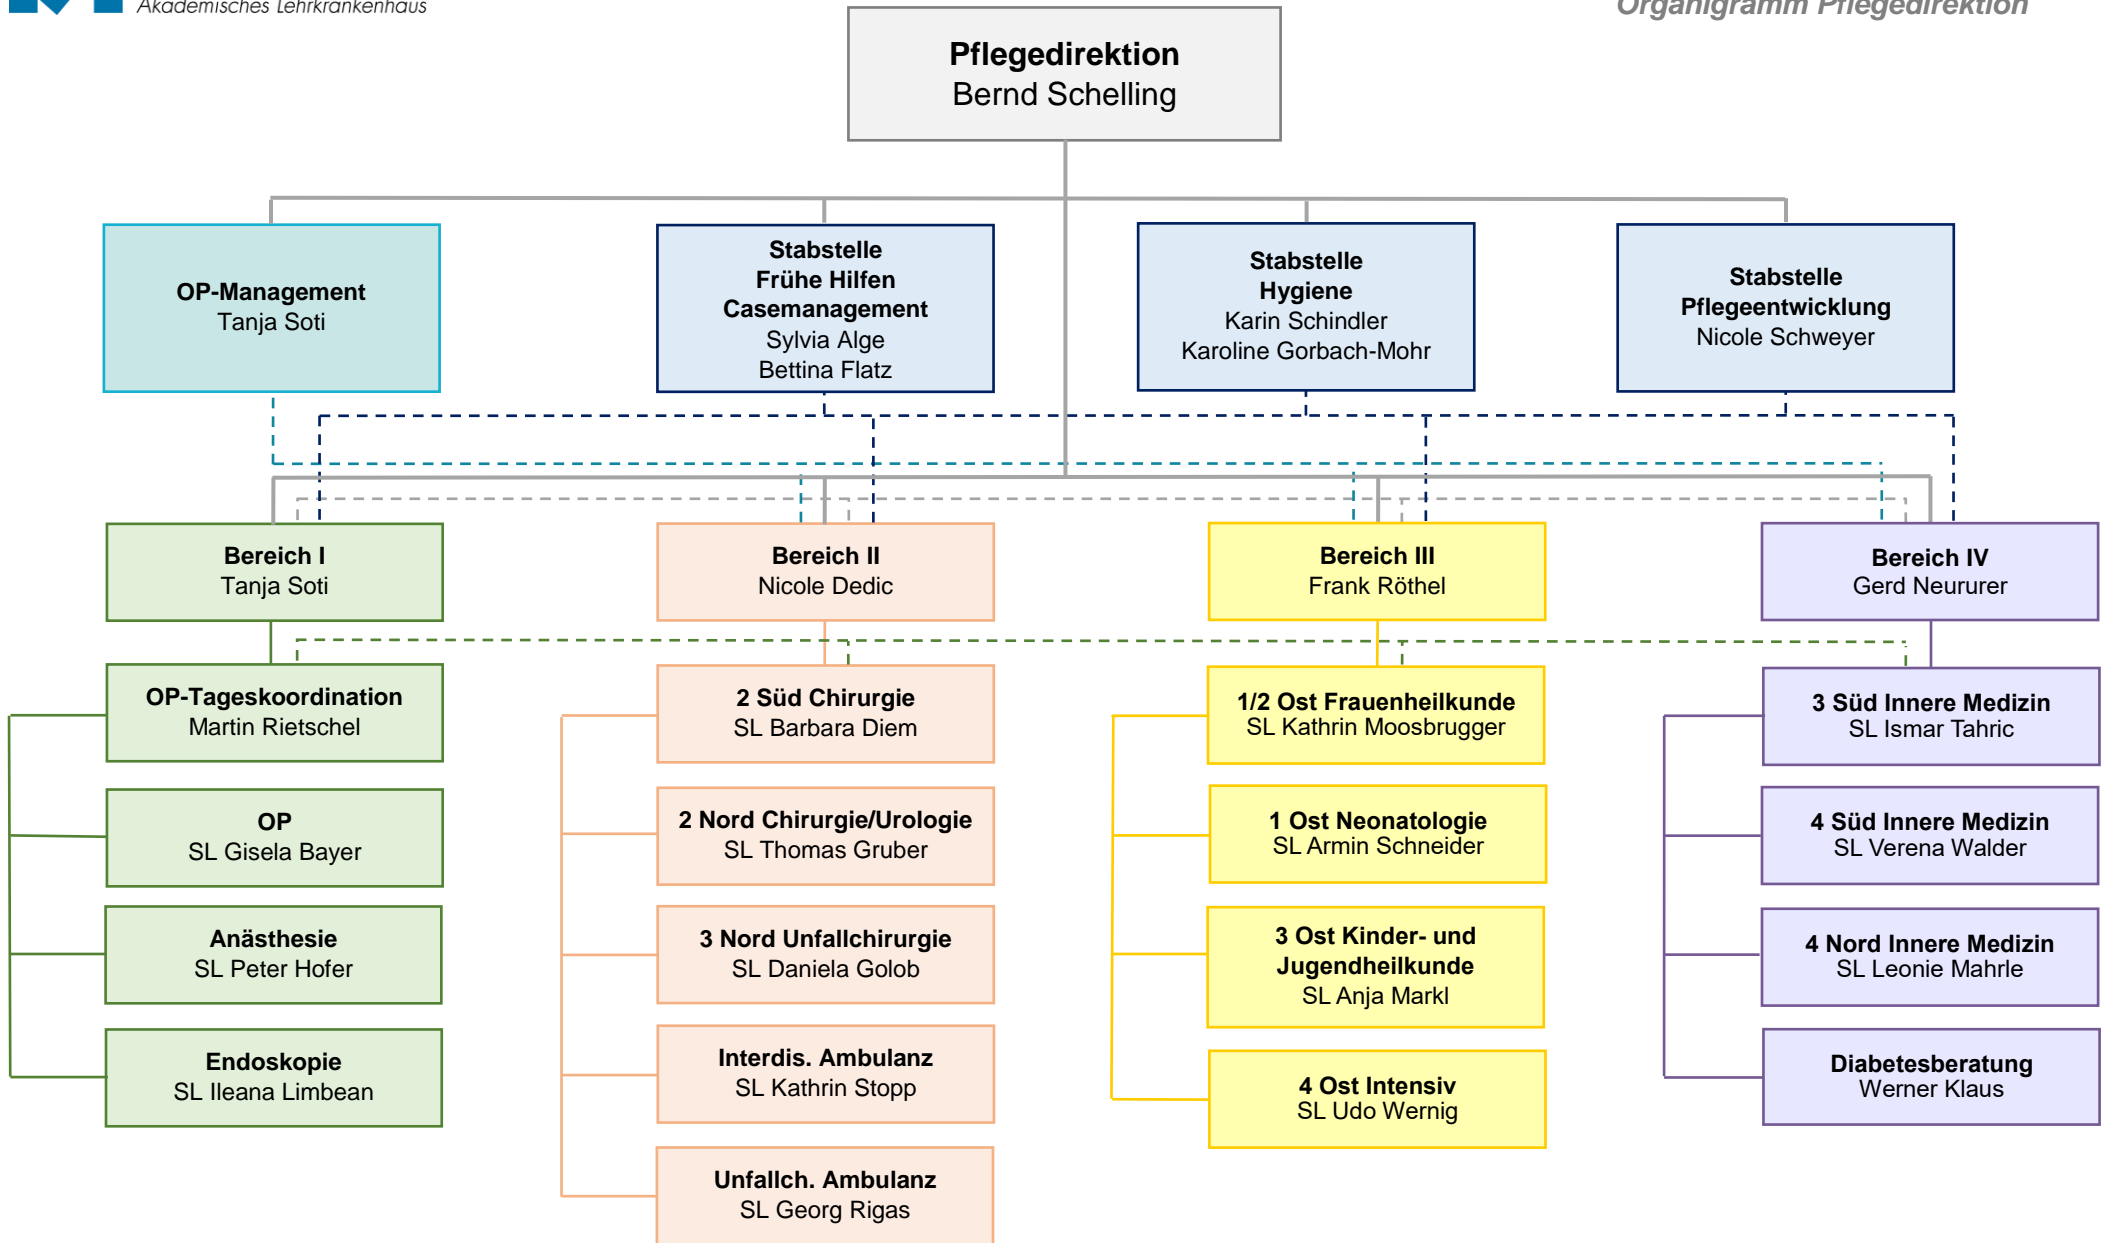 Akademisches Lehrkrankenhaus
Organigramm Pflegedirektion
Pflegedirektion
Bernd Schelling
OP-Management
Tanja Soti
Stabstelle
Frühe Hilfen
Casemanagement
Sylvia Alge
Bettina Flatz
Stabstelle
Hygiene
Karin Schindler
Karoline Gorbach-Mohr
Stabstelle
Pflegeentwicklung
Nicole Schweyer
Bereich I
Tanja Soti
Bereich II
Nicole Dedic
Bereich III
Frank Röthel
Bereich IV
Gerd Neururer
OP-Tageskoordination
Martin Rietschel
OP
SL Gisela Bayer
Anästhesie
SL Peter Hofer
Endoskopie
SL Ileana Limbean
2 Süd Chirurgie
SL Barbara Diem
2 Nord Chirurgie/Urologie
SL Thomas Gruber
3 Nord Unfallchirurgie
SL Daniela Golob
Interdis. Ambulanz
SL Kathrin Stopp
Unfallch. Ambulanz
SL Georg Rigas
1/2 Ost Frauenheilkunde
SL Kathrin Moosbrugger
1 Ost Neonatologie
SL Armin Schneider
3 Ost Kinder- und
Jugendheilkunde
SL Anja Markl
4 Ost Intensiv
SL Udo Wernig
3 Süd Innere Medizin
SL Ismar Tahric
4 Süd Innere Medizin
SL Verena Walder
4 Nord Innere Medizin
SL Leonie Mahrle
Diabetesberatung
Werner Klaus